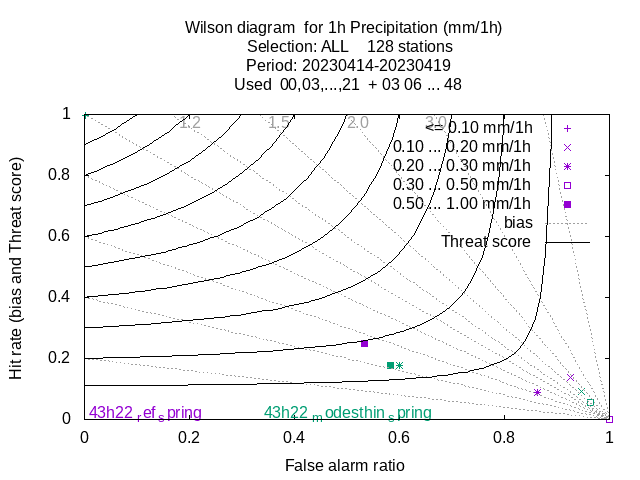 Wilson diagram  for 1h Precipitation (mm/1h)
Selection: ALL    128 stations
Period: 20230414-20230419
Used  00,03,...,21  + 03 06 ... 48
1.2 1.5 2.0 3.0
<= 0.10 mm/1h
0.10 ... 0.20 mm/1h
0.20 ... 0.30 mm/1h
0.30 ... 0.50 mm/1h
0.50 ... 1.00 mm/1h
bias
Threat score
Hit rate (bias and Threat score)
1
0.8
0.6
0.4
0.2
0
43h22 ref spring 43h22 modesthin spring
0 0.2 0.4 0.6 0.8 1
False alarm ratio